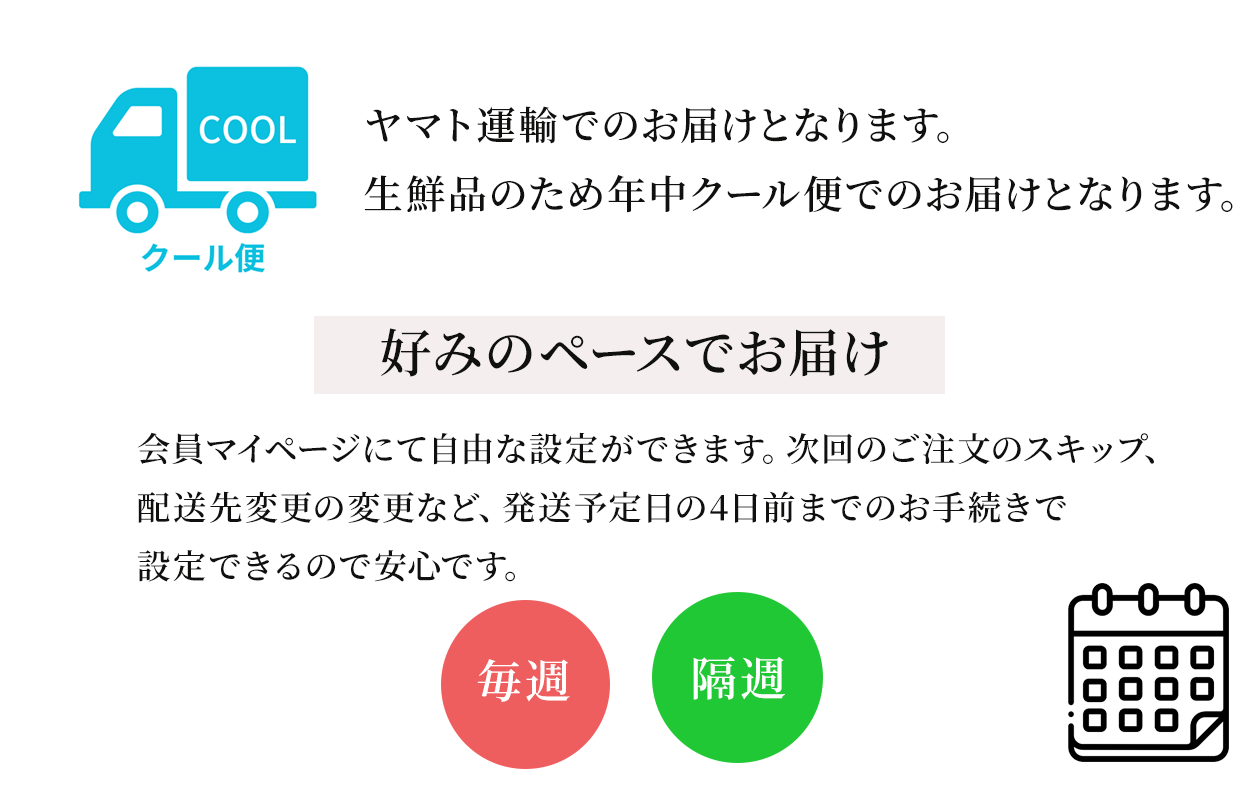 COOL
クール便
ヤマト運輸でのお届けとなります。
生鮮品のため年中クール便でのお届けとなります。
好みのペースでお届け
会員マイページにて自由な設定ができます。次回のご注文のスキップ、
配送先変更の変更など、発送予定日の4日前までのお手続きで
設定できるので安心です。
毎週
隔週